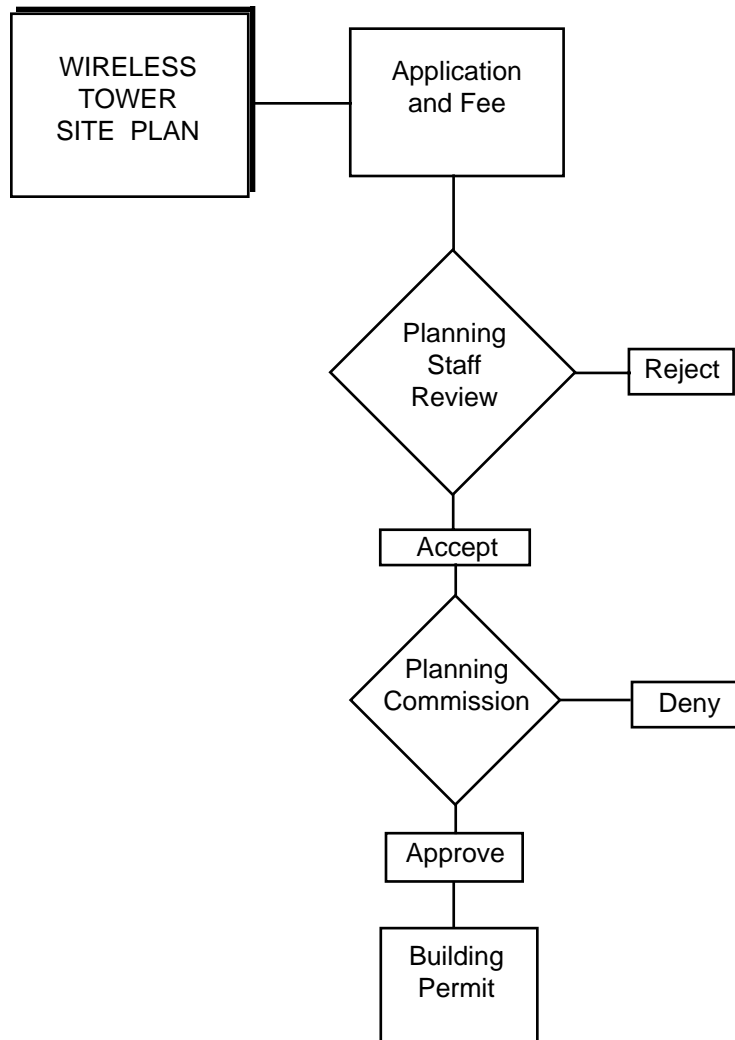 WIRELESS
TOWER
SITE PLAN
Application
and Fee
Planning
Staff
Review
Reject
Accept
Planning
Commission
Deny
Approve
Building
Permit